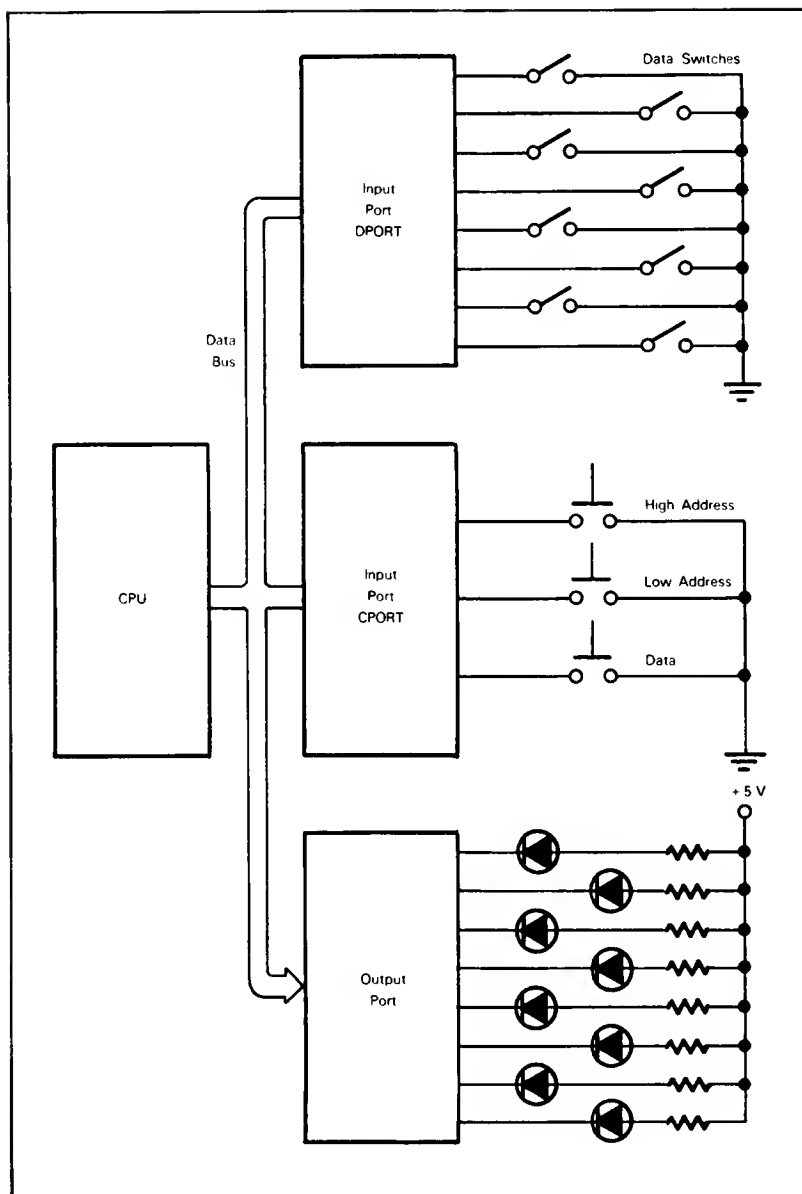 Data Switches
Input
Port
DPORT
Data
Bus
CPU
Input
Port
CPORT
High Address
Low Address
Data
+ 5 V
Output
Port